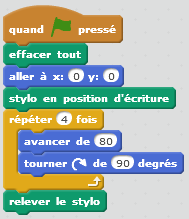 quand pressé
effacer tout
aller à x: 0 y: 0
stylo en position d'écriture
répéter 4 fois
avancer de 80
tourner de 90 degrés
relever le stylo